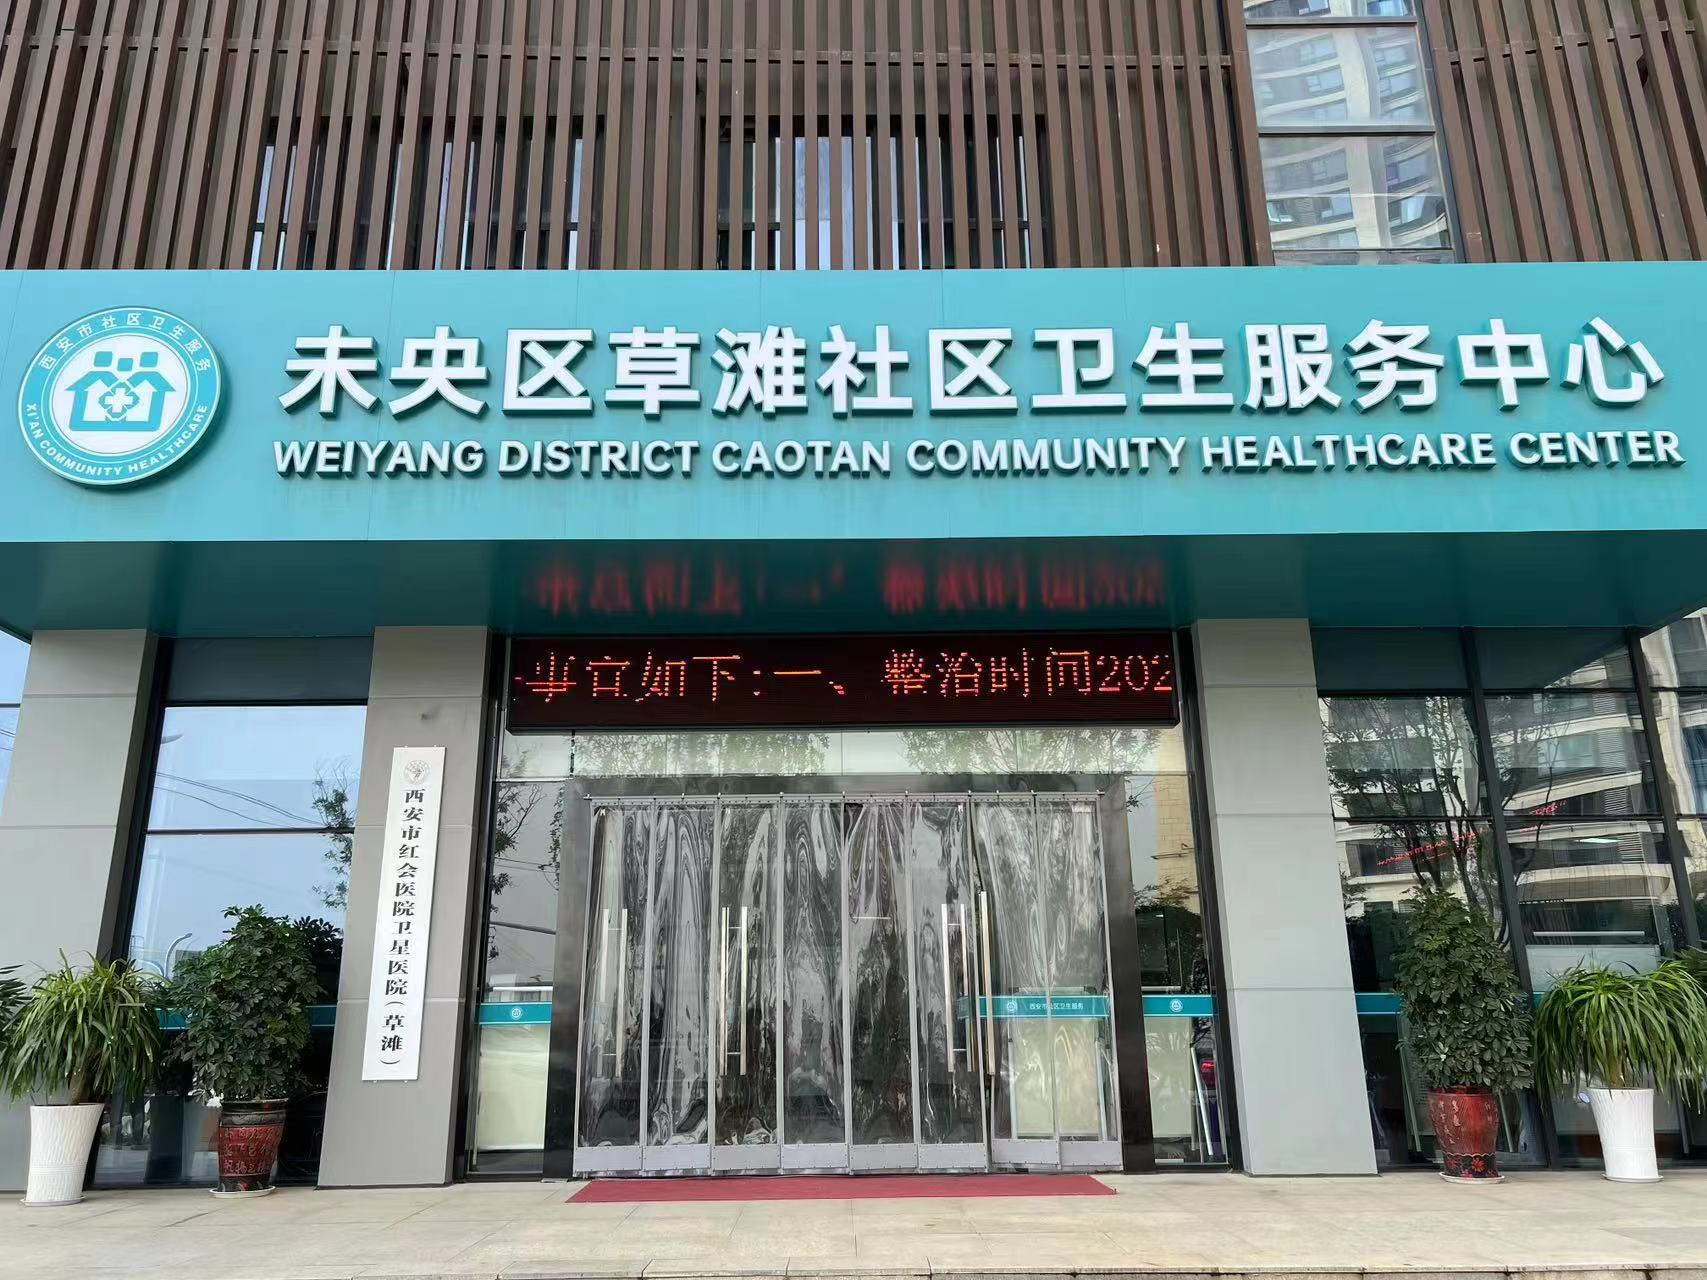 西安市社区卫生服务
XI'AN COMMUNITY HEALTHCARE
未央区草滩社区卫生服务中心
WEIYANG DISTRICT CAOTAN COMMUNITY HEALTHCARE CENTER
事宜如下:一、整治时间202
西安市红会医院卫星医院(草滩)
西安市社区卫生服务